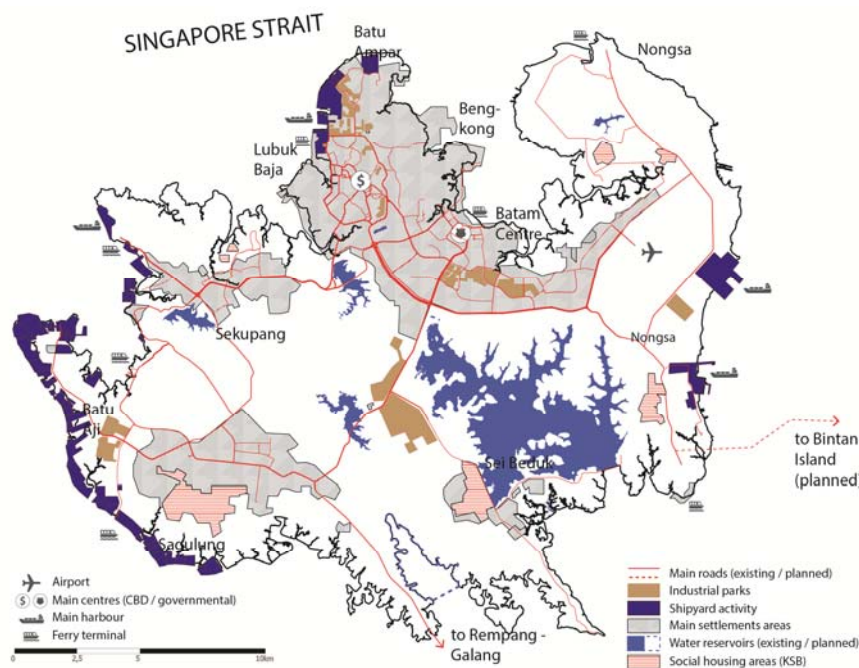 SINGAPORE STRAIT
Batu
Ampar
Nongsa
Beng-
kong
Lubuk
Baja
$
Batam
Centre
Sekupang
Nongsa
Batu
Aji
to Bintan
Island
(planned)
Sei Beduk
Sagulung
to Rempang -
Galang
Airport
$ Main centres (CBD / governmental)
Main harbour
Ferry terminal
2,5 5 10km
Main roads (existing / planned)
Industrial parks
Shipyard activity
Main settlements areas
Water reservoirs (existing / planned)
Social housing areas (KSB)